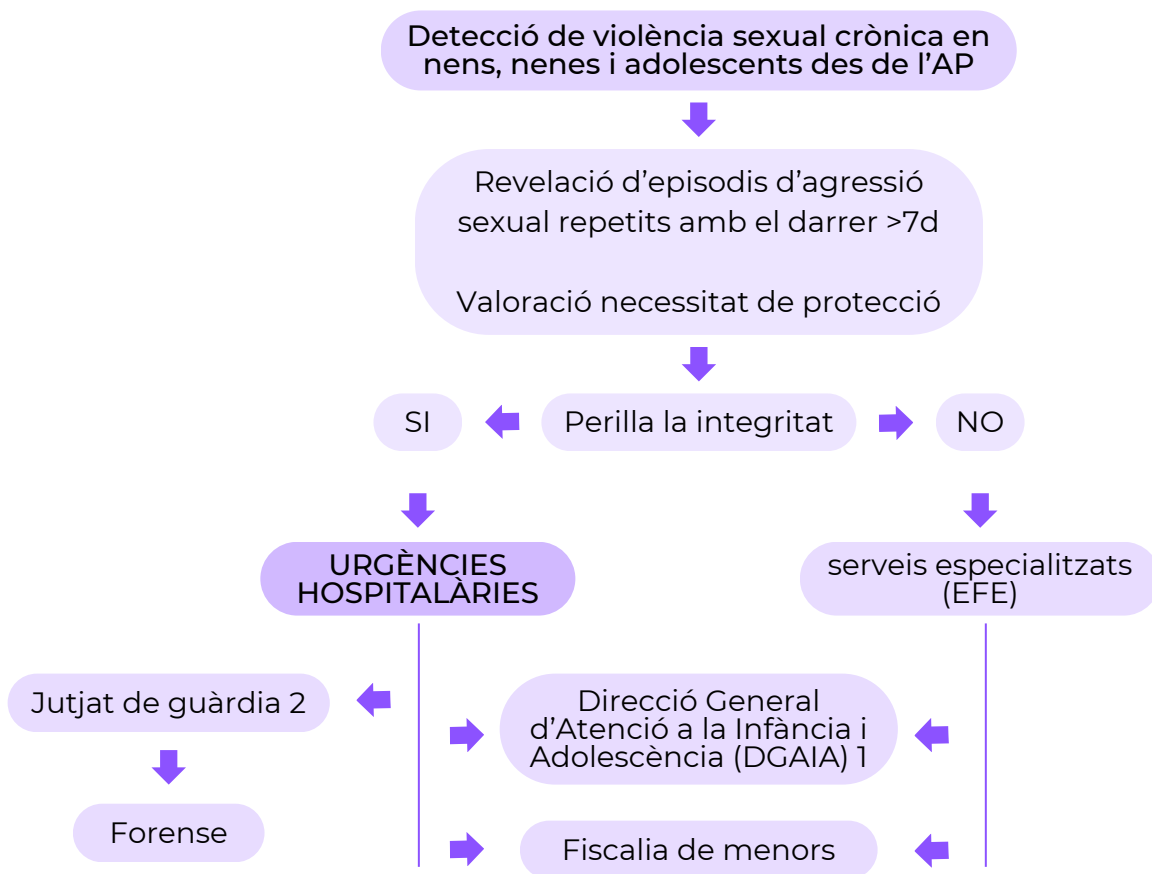 Detecció de violència sexual crònica en
nens, nenes i adolescents des de l'AP
Revelació d'episodis d'agressió
sexual repetits amb el darrer >7d
Valoració necessitat de protecció
SI
Perilla la integritat
NO
URGÈNCIES
HOSPITALÀRIES
serveis especialitzats
(EFE)
Jutjat de guàrdia 2
Direcció General
d'Atenció a la Infància i
Adolescència (DGAIA) 1
Forense
Fiscalia de menors